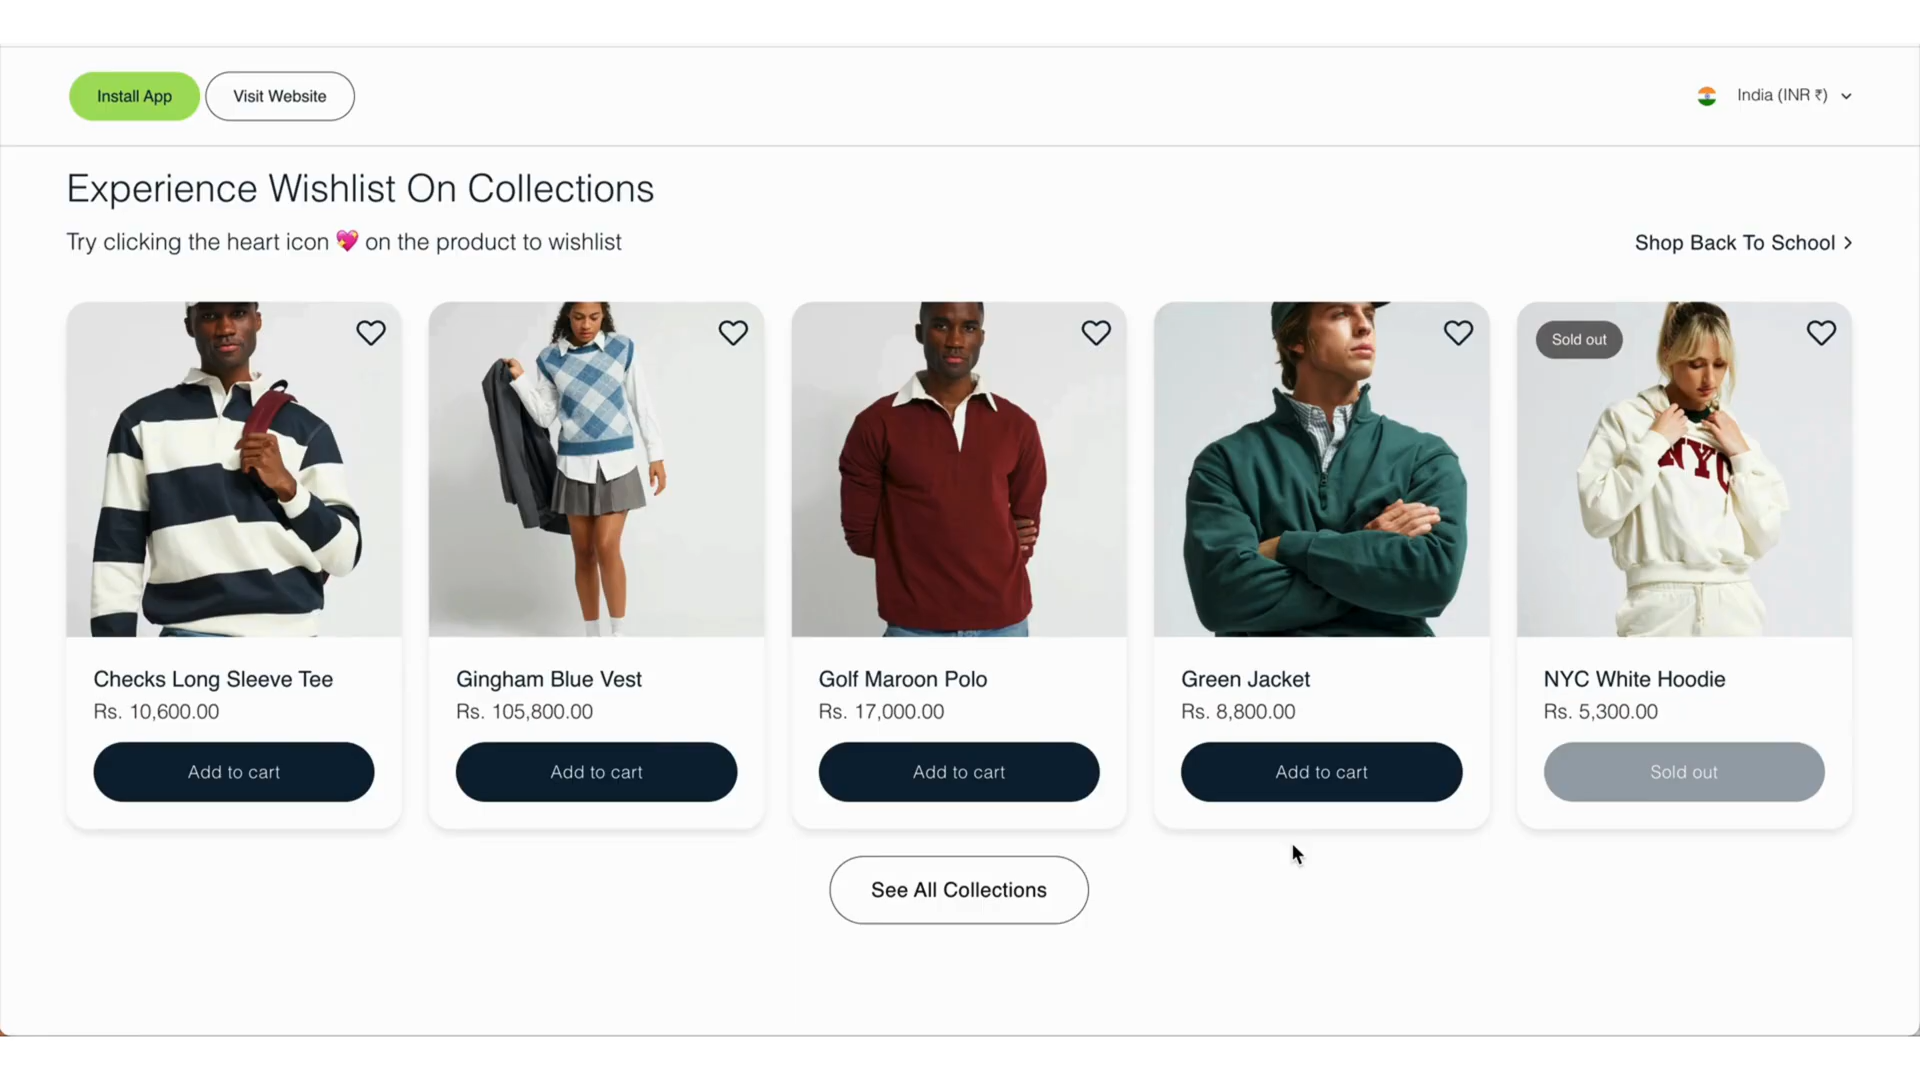 Install App
Visit Website
India (INR ₹)
Experience Wishlist On Collections
Try clicking the heart icon 💖 on the product to wishlist
Shop Back To School
Sold out
NYC
Checks Long Sleeve Tee
Rs. 10,600.00
Add to cart
Gingham Blue Vest
Rs. 105,800.00
Add to cart
Golf Maroon Polo
Rs. 17,000.00
Add to cart
Green Jacket
Rs. 8,800.00
Add to cart
NYC White Hoodie
Rs. 5,300.00
Sold out
See All Collections